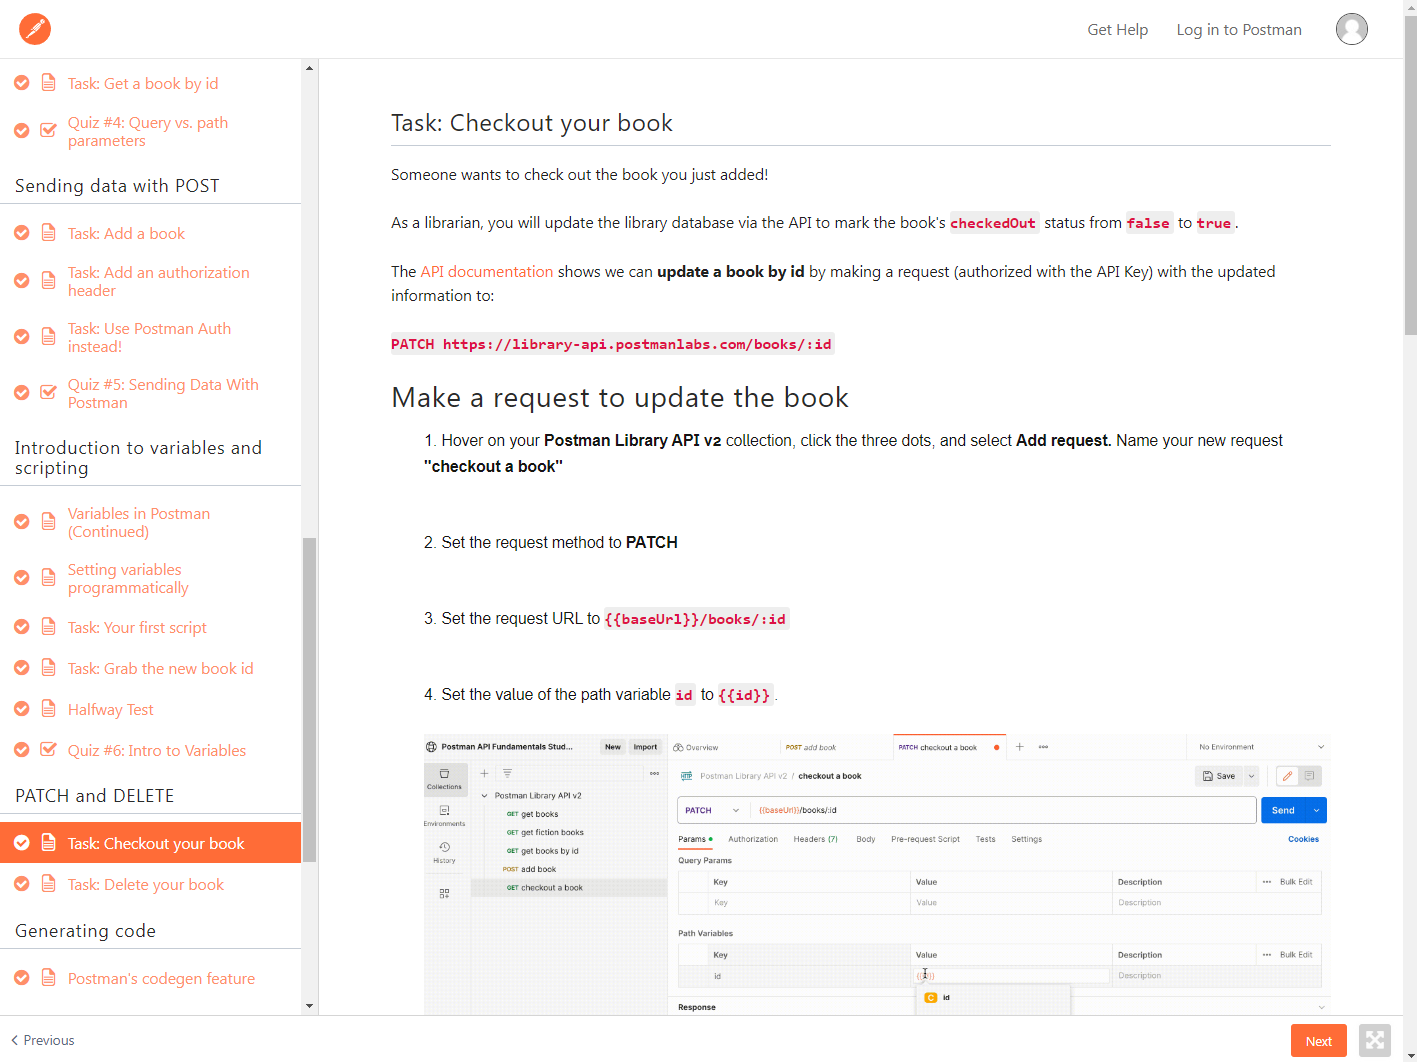 Get Help
Log in to Postman
Task: Get a book by id
Quiz #4: Query vs. path
parameters
Sending data with POST
Task: Add a book
Task: Add an authorization
header
Task: Use Postman Auth
instead!
Quiz #5: Sending Data With
Postman
Introduction to variables and
scripting
Variables in Postman
(Continued)
Setting variables
programmatically
Task: Your first script
Task: Grab the new book id
Halfway Test
Quiz #6: Intro to Variables
PATCH and DELETE
Task: Checkout your book
Task: Delete your book
Generating code
Postman's codegen feature
Task: Checkout your book
Someone wants to check out the book you just added!
As a librarian, you will update the library database via the API to mark the book's checkedOut status from false to true.
The API documentation shows we can update a book by id by making a request (authorized with the API Key) with the updated
information to:
PATCH https://library-api.postmanlabs.com/books/:id
Make a request to update the book
1. Hover on your Postman Library API v2 collection, click the three dots, and select Add request. Name your new request
"checkout a book"
2. Set the request method to PATCH
3. Set the request URL to {{baseUrl}}/books/:id
4. Set the value of the path variable id to {{id}}.
Postman API Fundamentals Stud...
New
Import
Overview
POST add book
PATCH checkout a book
No Environment
Collections
Environments
History
Postman Library API v2
GET get books
GET get fiction books
GET get books by id
POST add book
GET checkout a book
HTTP Postman Library API v2 / checkout a book
Save
PATCH
{{baseUrl}}/books/:id
Send
Params
Authorization
Headers (7)
Body
Pre-request Script
Tests
Settings
Cookies
Query Params
Key Value Description Bulk Edit
Key Value Description
Path Variables
Key Value Description Bulk Edit
id Description
C id
Response
Previous
Next